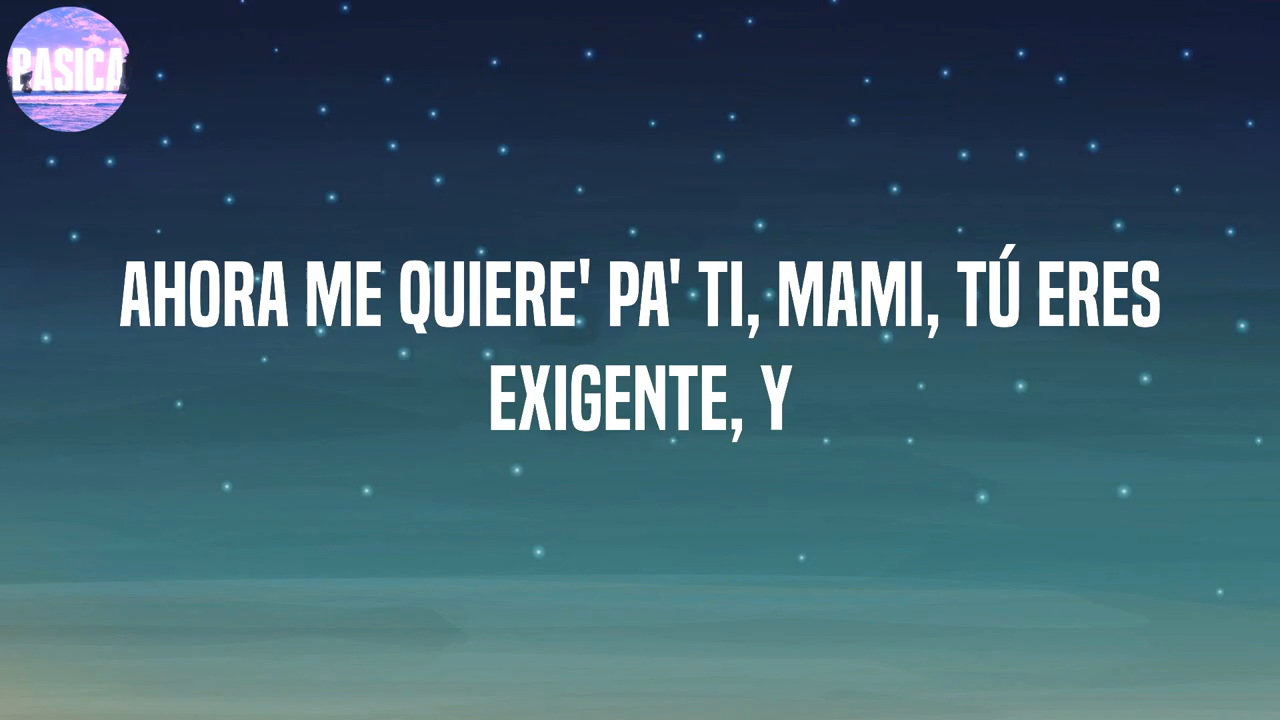 PASICA
AHORA ME QUIERE' PA' TI, MAMI, TÚ ERES
EXIGENTE, Y